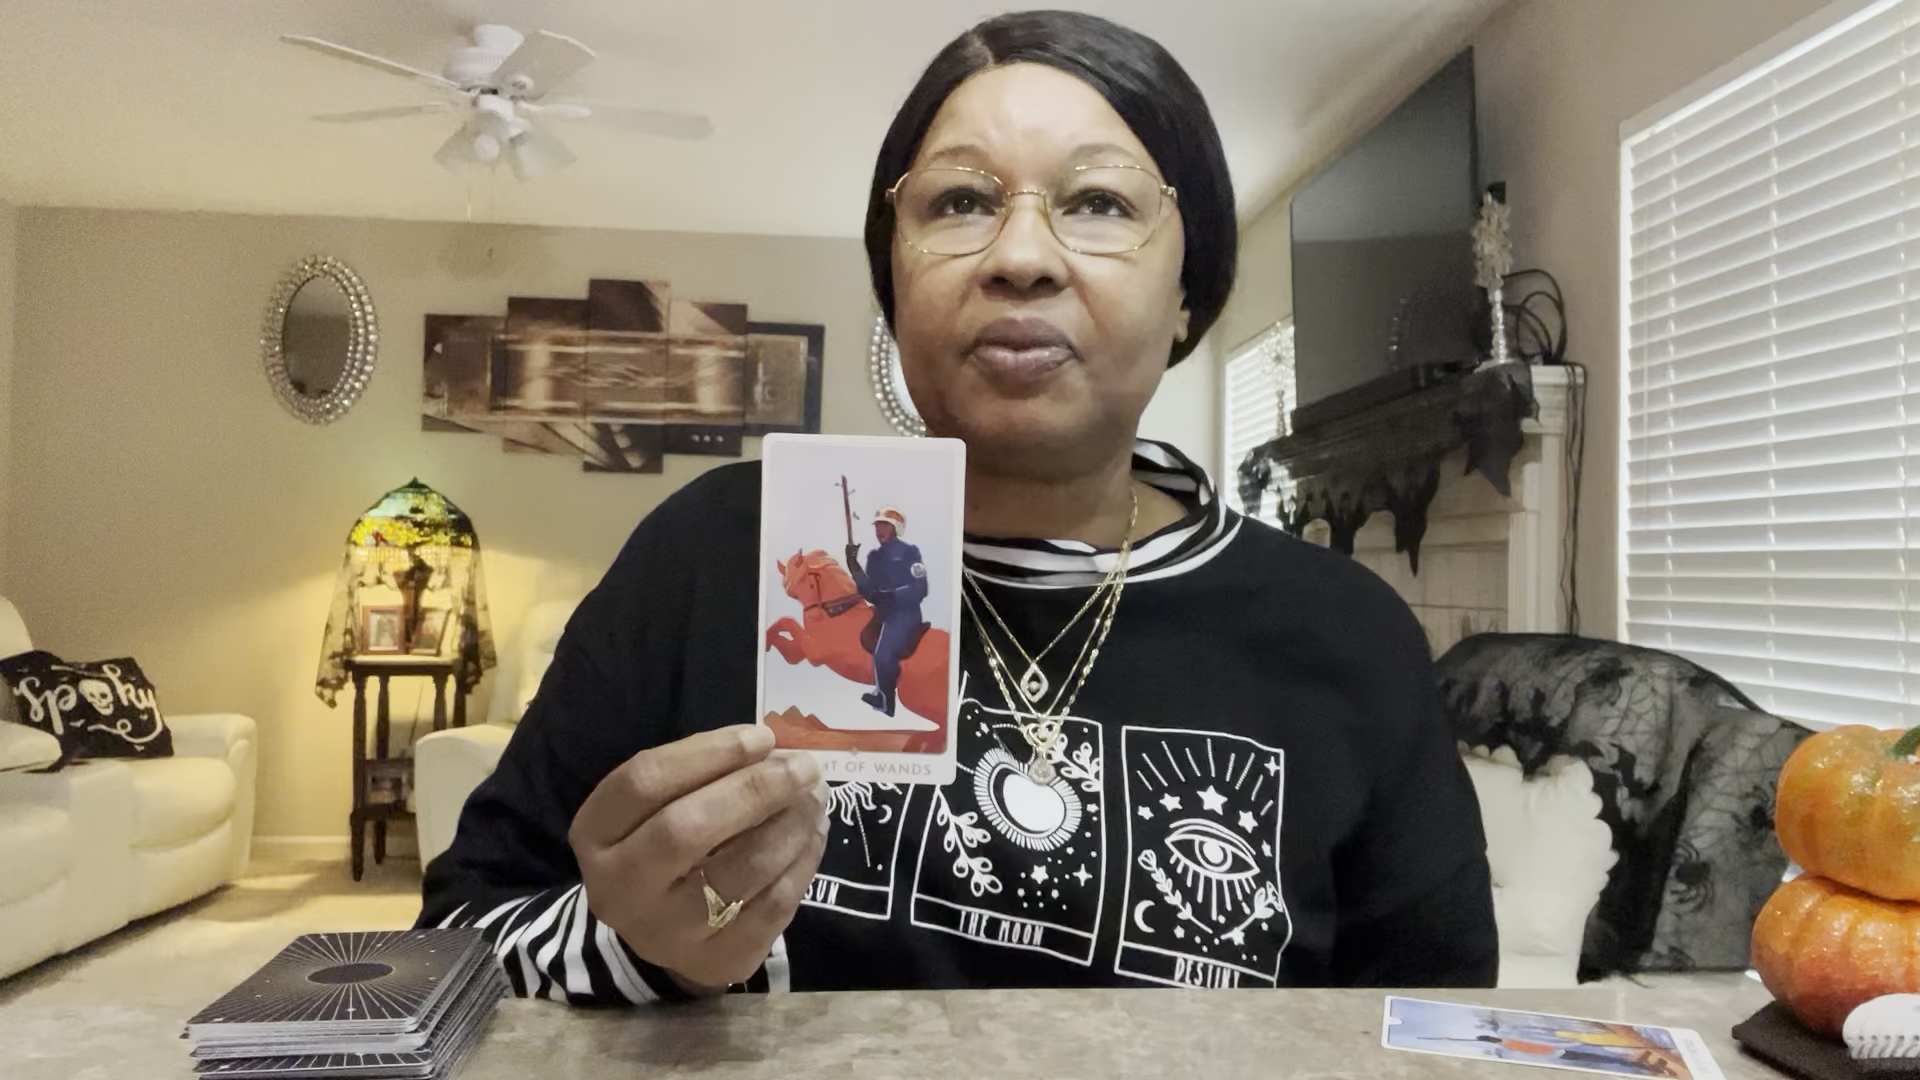 spooky
HT OF WANDS
SUN
THE MOON
DESTINY